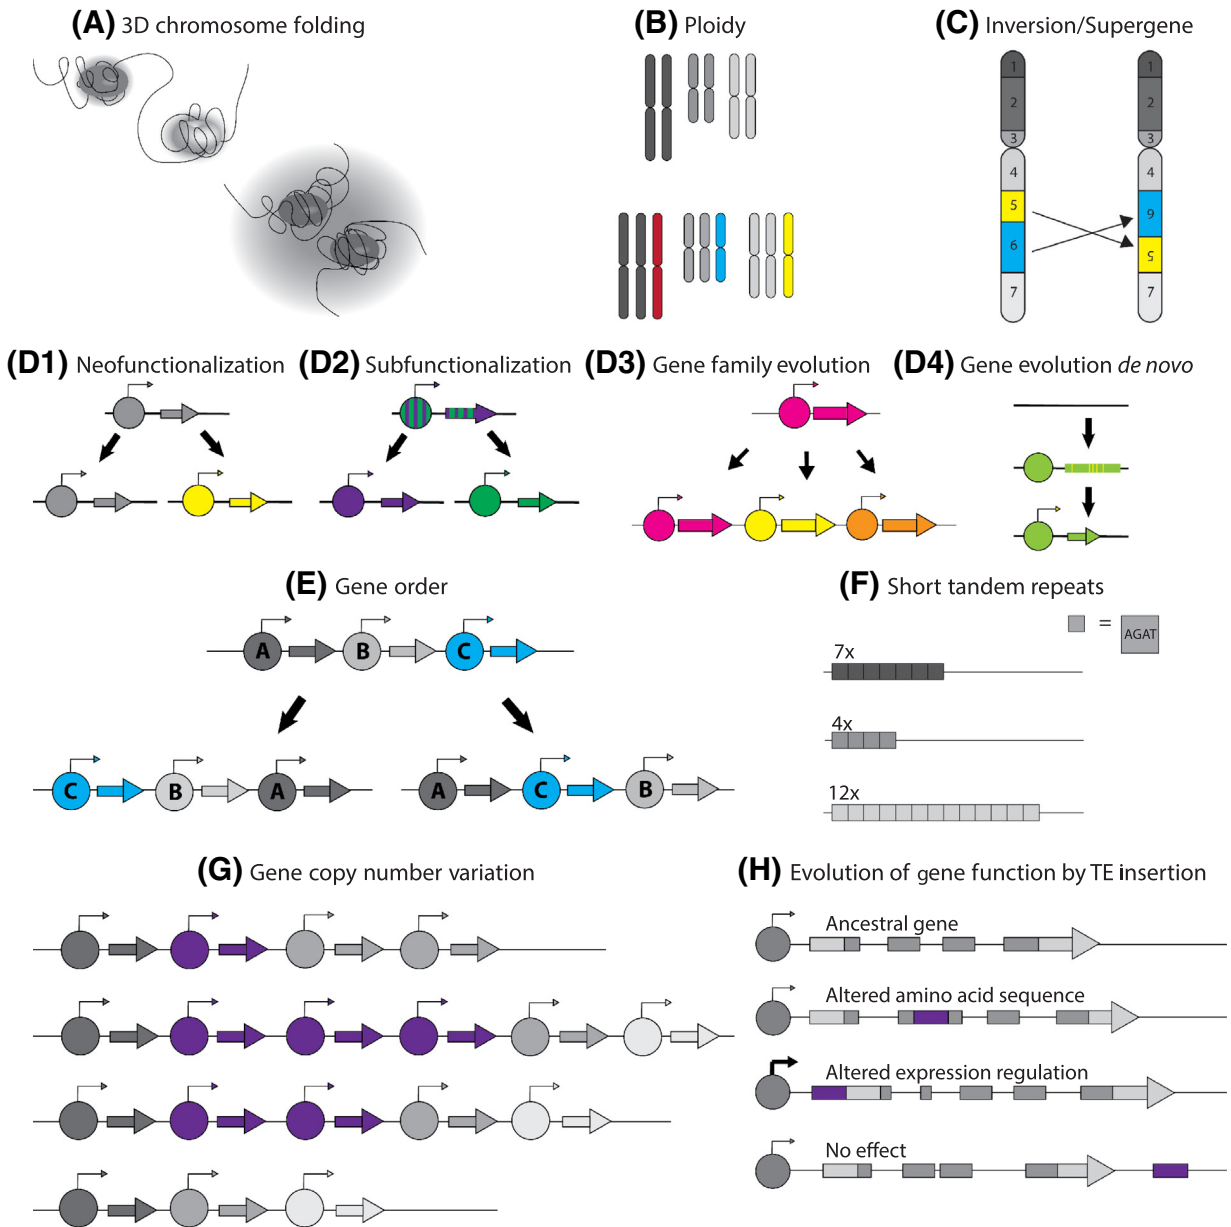 (A) 3D chromosome folding
(B) Ploidy
(C) Inversion/Supergene
1 1
2 2
3 3
4 4
5 6
6 5
7 7
(D1) Neofunctionalization
(D2) Subfunctionalization
(D3) Gene family evolution
(D4) Gene evolution de novo
(E) Gene order
A B C
C B A
A C B
(F) Short tandem repeats
= AGAT
7x
4x
12x
(G) Gene copy number variation
(H) Evolution of gene function by TE insertion
Ancestral gene
Altered amino acid sequence
Altered expression regulation
No effect